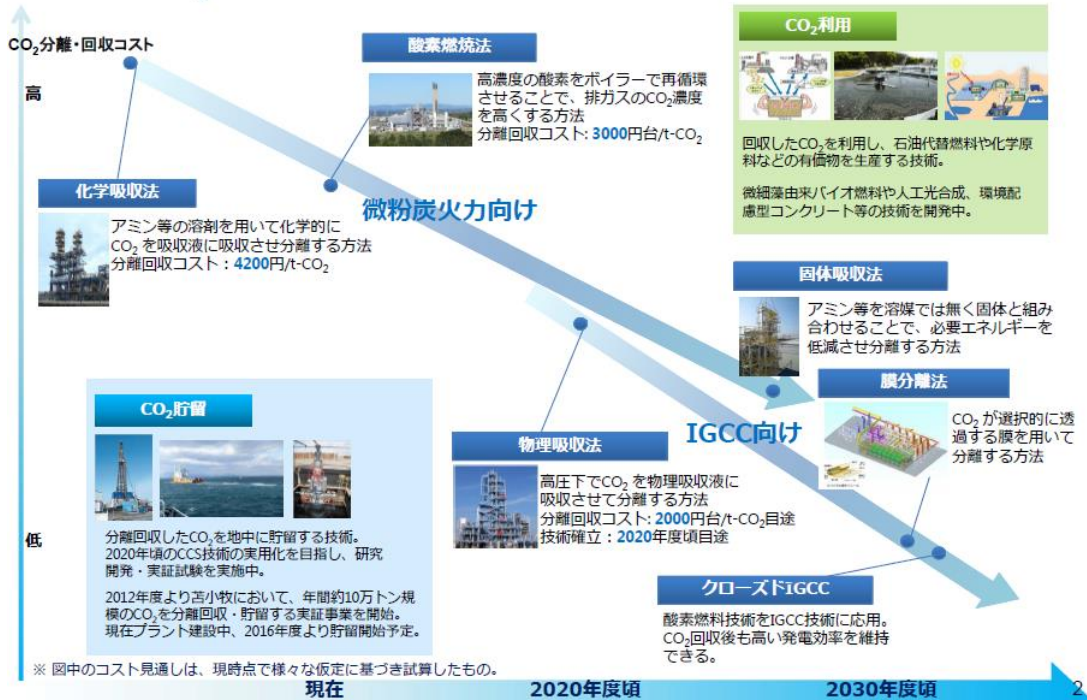 CO₂分離・回収コスト
高
低
酸素燃焼法
高濃度の酸素をボイラーで再循環
させることで、排ガスのCO₂濃度
を高くする方法
分離回収コスト: 3000円台/t-CO₂
化学吸収法
アミン等の溶剤を用いて化学的に
CO₂ を吸収液に吸収させ分離する方法
分離回収コスト：4200円/t-CO₂
微粉炭火力向け
CO₂利用
回収したCO₂を利用し、石油代替燃料や化学原
料などの有価物を生産する技術。
微細藻由来バイオ燃料や人工光合成、環境配
慮型コンクリート等の技術を開発中。
固体吸収法
アミン等を溶媒では無く固体と組み
合わせることで、必要エネルギーを
低減させ分離する方法
膜分離法
CO₂ が選択的に透
過する膜を用いて
分離する方法
IGCC向け
物理吸収法
高圧下でCO₂ を物理吸収液に
吸収させて分離する方法
分離回収コスト: 2000円台/t-CO₂目途
技術確立：2020年度頃目途
CO₂貯留
分離回収したCO₂を地中に貯留する技術。
2020年頃のCCS技術の実用化を目指し、研究
開発・実証試験を実施中。
2012年度より苫小牧において、年間約10万トン規
模のCO₂を分離回収・貯留する実証事業を開始。
現在プラント建設中、2016年度より貯留開始予定。
クローズドIGCC
酸素燃料技術をIGCC技術に応用。
CO₂回収後も高い発電効率を維持
できる。
※ 図中のコスト見通しは、現時点で様々な仮定に基づき試算したもの。
現在
2020年度頃
2030年度頃
2